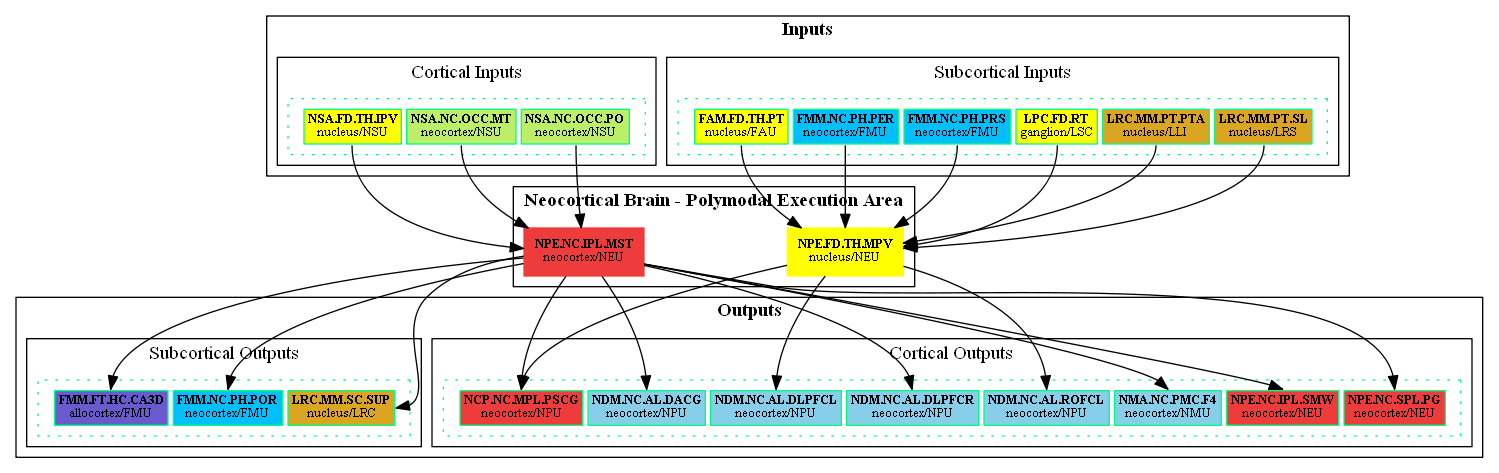 Inputs
Cortical Inputs
Subcortical Inputs
NSA.FD.TH.IPV
nucleus/NSU
NSA.NC.OCC.MT
neocortex/NSU
NSA.NC.OCC.PO
neocortex/NSU
FAM.FD.TH.PT
nucleus/FAU
FMM.NC.PH.PER
neocortex/FMU
FMM.NC.PH.PRS
neocortex/FMU
LPC.FD.RT
ganglion/LSC
LRC.MM.PT.PTA
nucleus/LLI
LRC.MM.PT.SL
nucleus/LRS
Neocortical Brain - Polymodal Execution Area
NPE.NC.IPL.MST
neocortex/NEU
NPE.FD.TH.MPV
nucleus/NEU
Outputs
Subcortical Outputs
Cortical Outputs
FMM.FT.HC.CA3D
allocortex/FMU
FMM.NC.PH.POR
neocortex/FMU
LRC.MM.SC.SUP
nucleus/LRC
NCP.NC.MPL.PSCG
neocortex/NPU
NDM.NC.AL.DACG
neocortex/NPU
NDM.NC.AL.DLPFCL
neocortex/NPU
NDM.NC.AL.DLPFCR
neocortex/NPU
NDM.NC.AL.ROFCL
neocortex/NPU
NMA.NC.PMC.F4
neocortex/NMU
NPE.NC.IPL.SMW
neocortex/NEU
NPE.NC.SPL.PG
neocortex/NEU